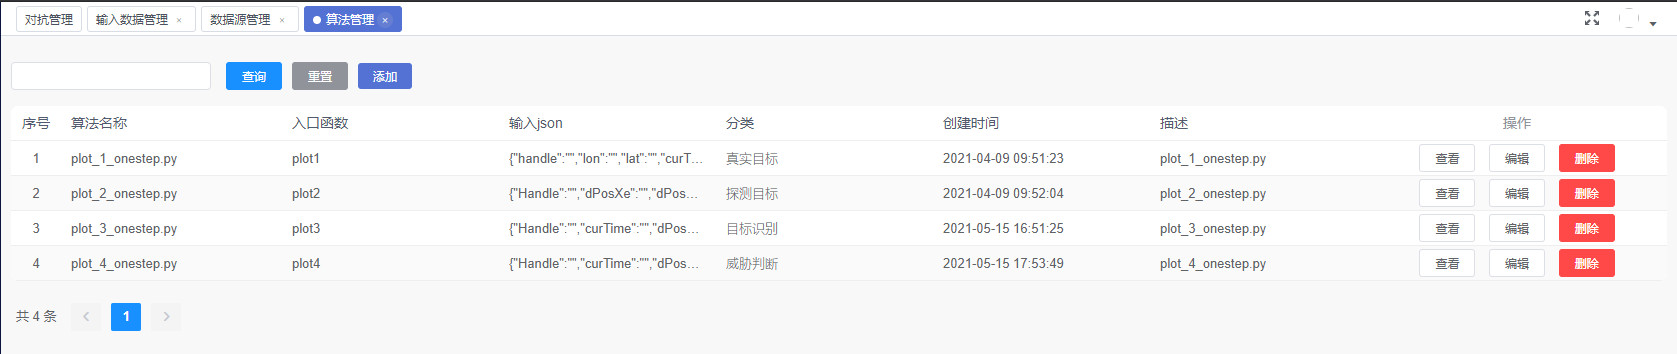 对抗管理 输入数据管理 × 数据源管理 × 算法管理 ×
查询 重置 添加
序号 算法名称 入口函数 输入json 分类 创建时间 描述 操作
1 plot_1_onestep.py plot1 {"handle":"","lon":"","lat":"","curT... 真实目标 2021-04-09 09:51:23 plot_1_onestep.py 查看 编辑 删除
2 plot_2_onestep.py plot2 {"Handle":"","dPosXe":"","dPos... 探测目标 2021-04-09 09:52:04 plot_2_onestep.py 查看 编辑 删除
3 plot_3_onestep.py plot3 {"Handle":"","curTime":"","dPos... 目标识别 2021-05-15 16:51:25 plot_3_onestep.py 查看 编辑 删除
4 plot_4_onestep.py plot4 {"Handle":"","curTime":"","dPos... 威胁判断 2021-05-15 17:53:49 plot_4_onestep.py 查看 编辑 删除
共 4 条 1